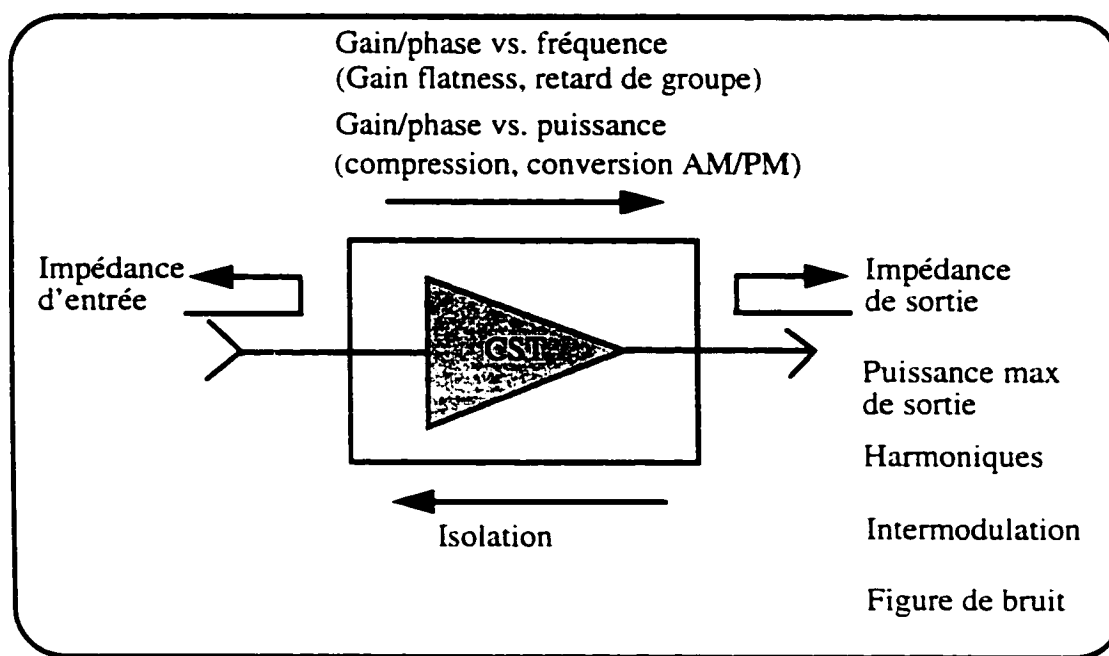 Gain/phase vs. fréquence
(Gain flatness, retard de groupe)
Gain/phase vs. puissance
(compression, conversion AM/PM)
Impédance
d'entrée
CST
Impédance
de sortie
Puissance max
de sortie
Harmoniques
Isolation
Intermodulation
Figure de bruit